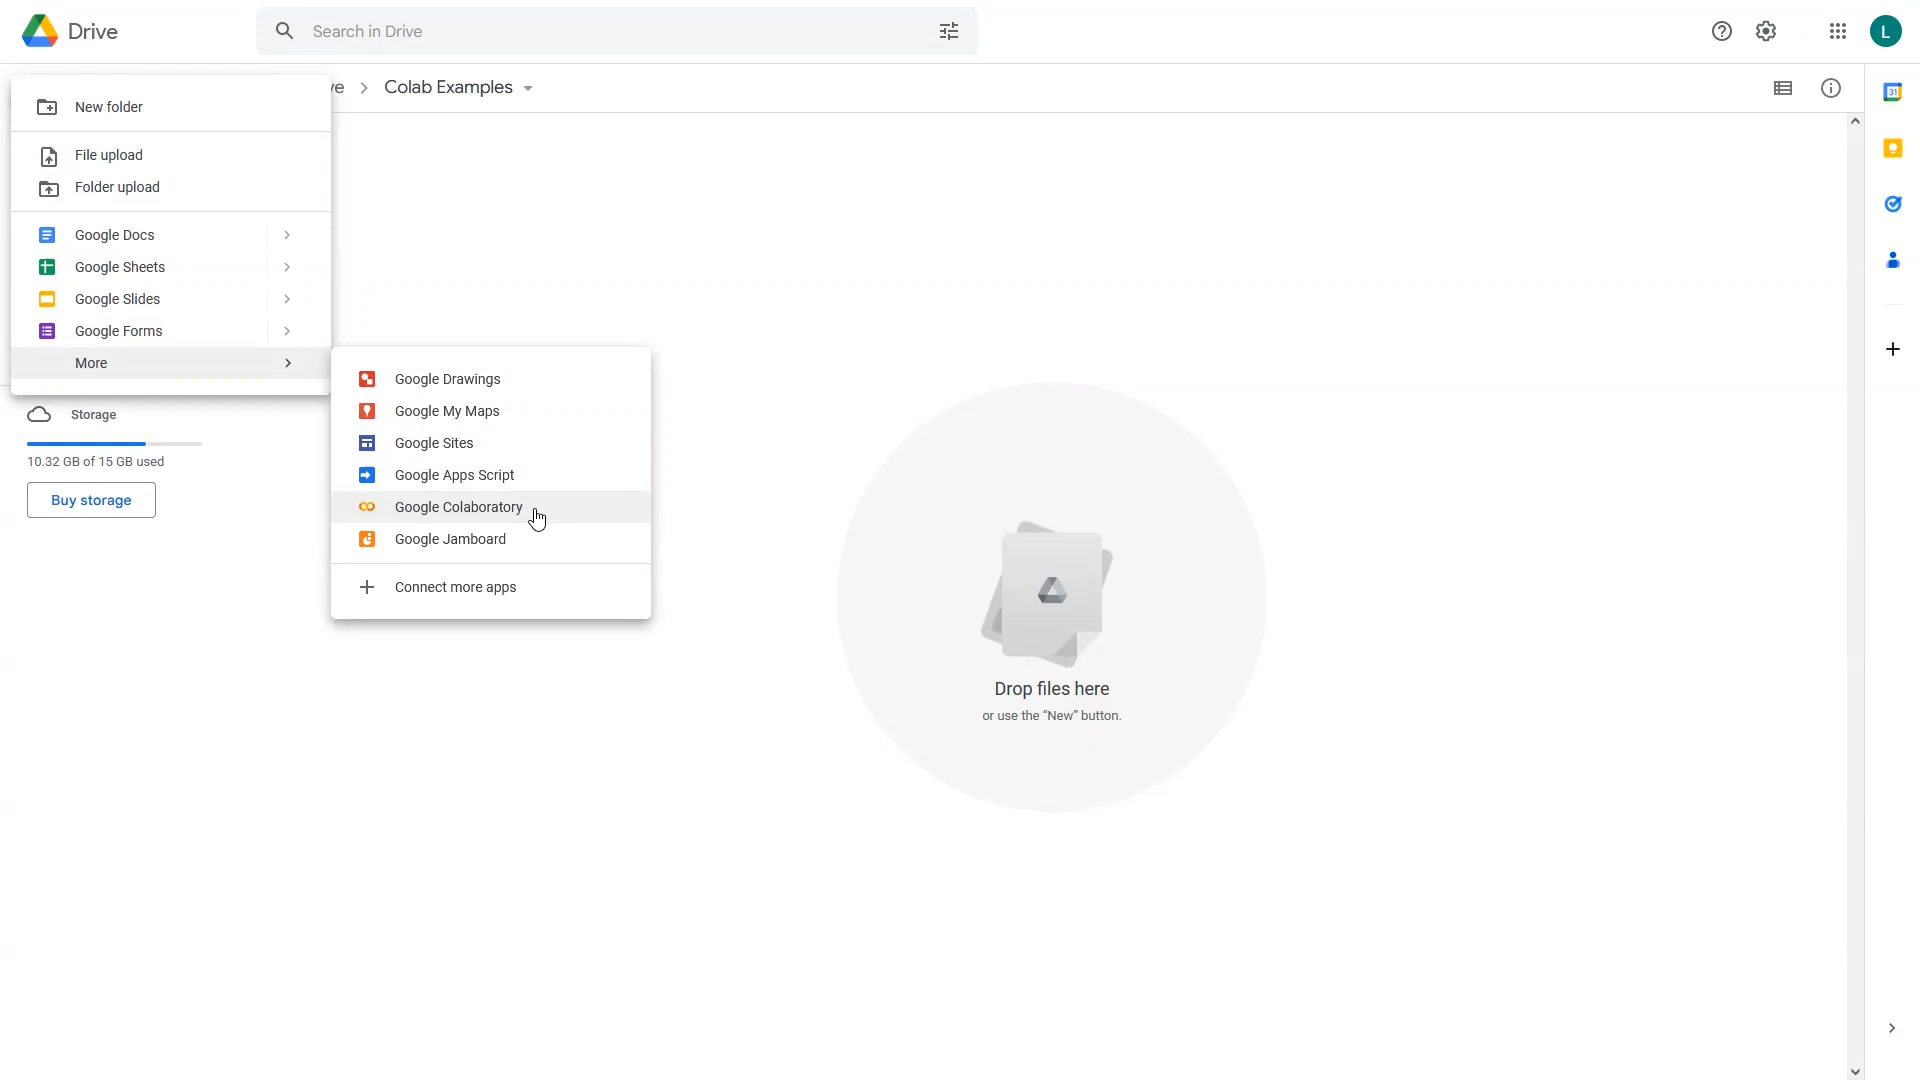 Drive
Search in Drive
L
ve
Colab Examples
31
New folder
File upload
Folder upload
Google Docs
Google Sheets
Google Slides
Google Forms
More
Google Drawings
Google My Maps
Google Sites
Google Apps Script
Google Colaboratory
Google Jamboard
Connect more apps
Storage
10.32 GB of 15 GB used
Buy storage
Drop files here
or use the “New” button.